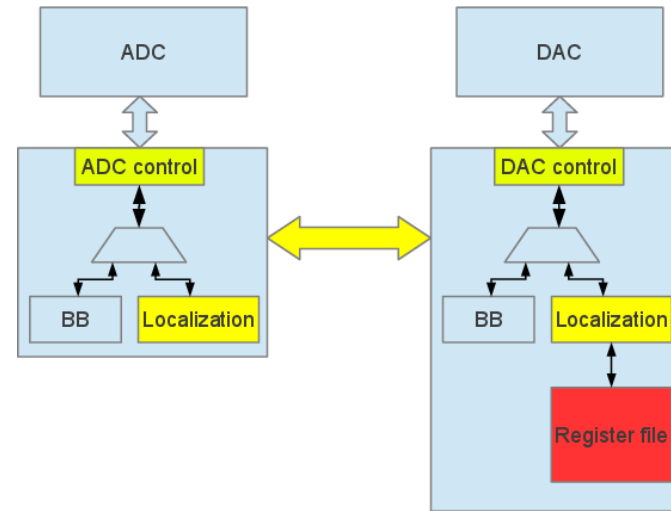 ADC
DAC
ADC control
DAC control
BB
Localization
BB
Localization
Register file